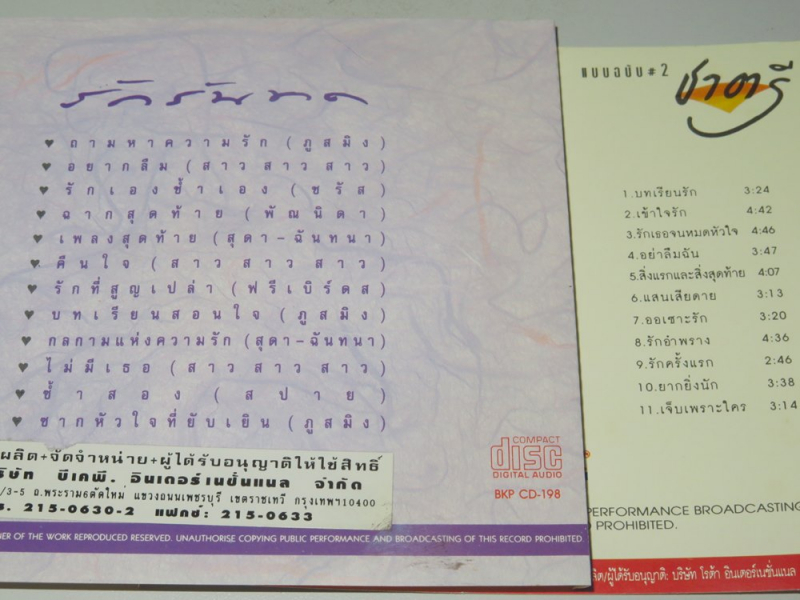 รักรันทด
♥ ถามหาความรัก (ภูสมิง)
♥ อยากลืม (สาว สาว สาว)
♥ รักเองช้ำเอง (ชรัส)
♥ ฉากสุดท้าย (พัณนิดา)
♥ เพลงสุดท้าย (สุดา-ฉันทนา)
♥ คืนใจ (สาว สาว สาว)
♥ รักที่สูญเปล่า (ฟรีเบิร์ดส)
♥ บทเรียนสอนใจ (ภูสมิง)
♥ กลกามแห่งความรัก (สุดา-ฉันทนา)
♥ ไม่มีเธอ (สาว สาว สาว)
♥ ช้ำสอง (สปาย)
♥ ซากหัวใจที่ยับเยิน (ภูสมิง)
ผลิต+จัดจำหน่าย+ผู้ได้รับอนุญาติให้ใช้สิทธิ์
ริษัท บีเคพี. อินเตอร์เนชั่นแนล จำกัด
/3-5 ถ.พระราม6ตัดใหม่ แขวงถนนเพชรบุรี เขตราชเทวี กรุงเทพฯ10400
ร. 215-0630-2 แฟกซ์: 215-0633
COMPACT
disc
DIGITAL AUDIO
BKP CD-198
NER OF THE WORK REPRODUCED RESERVED. UNAUTHORISE COPYING PUBLIC PERFORMANCE AND BROADCASTING OF THIS RECORD PROHIBITED.
แบบฉบับ#2 ชาตรี
1.บทเรียนรัก 3:24
2.เข้าใจรัก 4:42
3.รักเธอจนหมดหัวใจ 4:46
4.อย่าลืมฉัน 3:47
5.สิ่งแรกและสิ่งสุดท้าย 4:07
6.แสนเสียดาย 3:13
7.ออเซาะรัก 3:20
8.รักอำพราง 4:36
9.รักครั้งแรก 2:46
10.ยากยิ่งนัก 3:38
11.เจ็บเพราะใคร 3:14
PERFORMANCE BROADCASTING
PROHIBITED.
ลิต/ผู้ได้รับอนุญาติ: บริษัท โรต้า อินเตอร์เนชั่นแนล